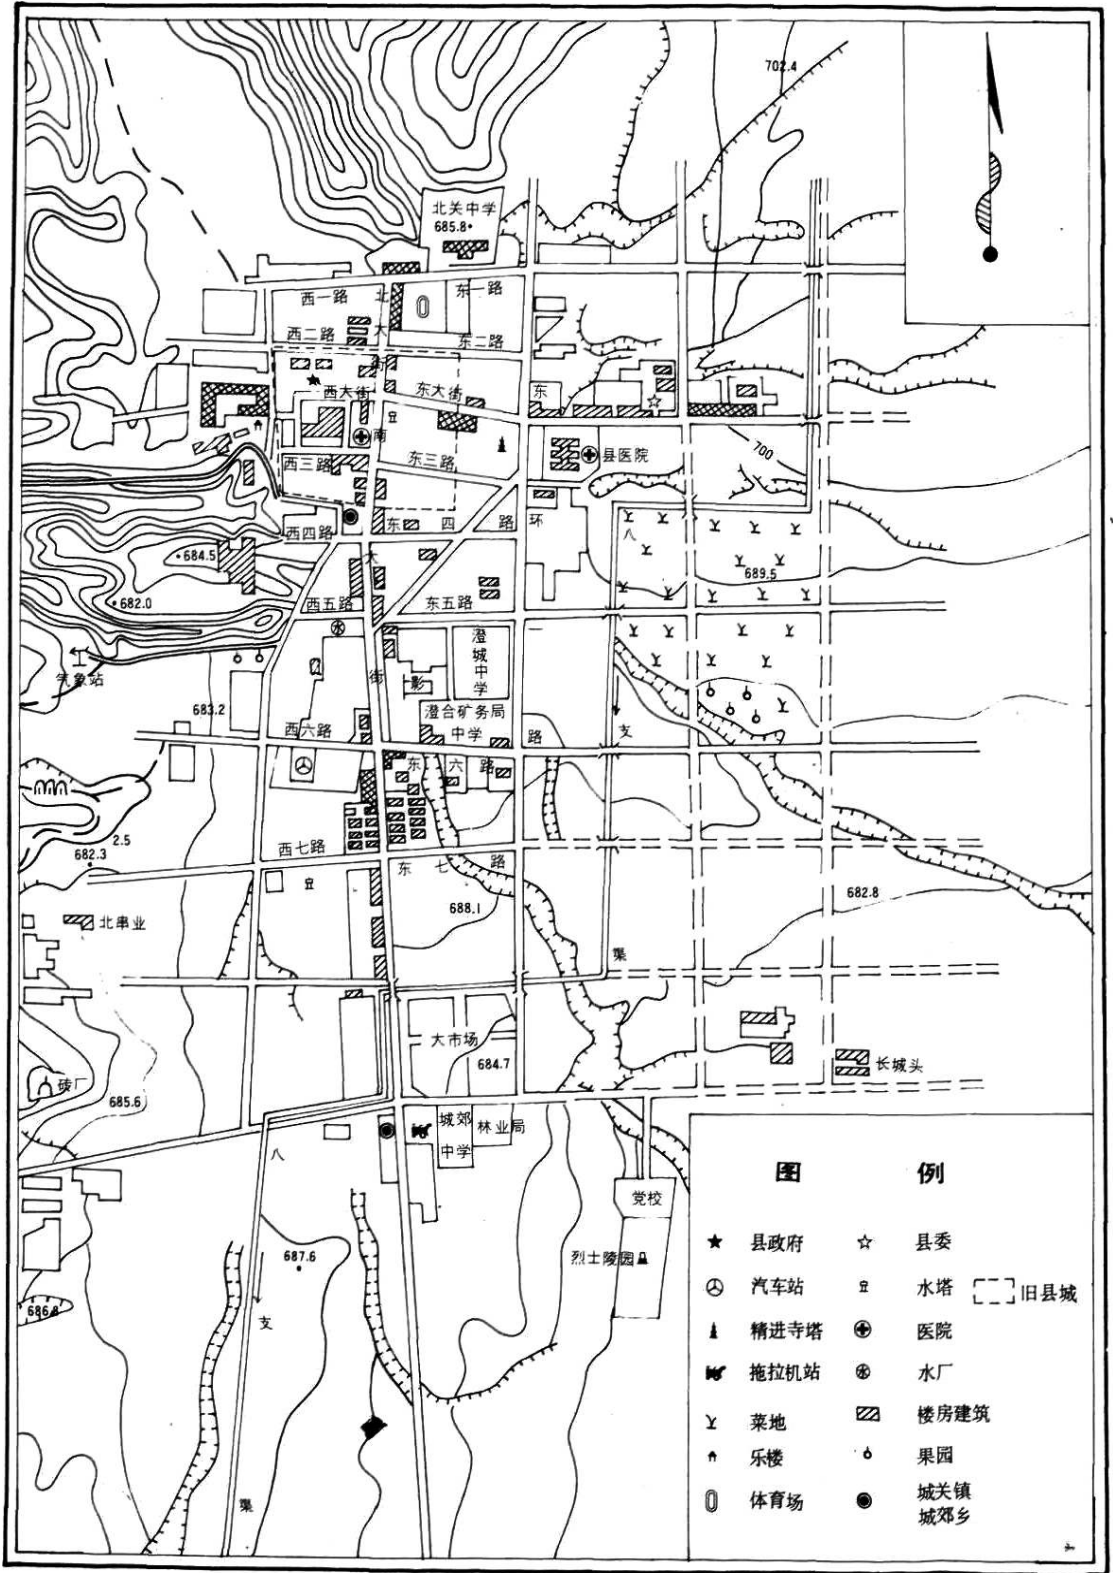 702.4
北关中学
685.8
西一路
北
东一路
西二路
大
东二路
街
西大街
东大街
东
南
西三路
东三路
县医院
700
西四路
东四路
环
八
大
684.5
689.5
682.0
西五路
东五路
水
澄城中学
一
气象站
街
影
683.2
澄合矿务局
中学
支
西六路
路
东六路
2.5
682.3
西七路
东七路
682.8
688.1
北串业
渠
大市场
684.7
长城头
砖厂
685.6
城郊
中学
林业局
八
党校
烈士陵园
687.6
686.8
支
渠
图例
县政府
县委
汽车站
水塔
旧县城
精进寺塔
医院
拖拉机站
水
水厂
菜地
楼房建筑
乐楼
果园
体育场
城关镇
城郊乡